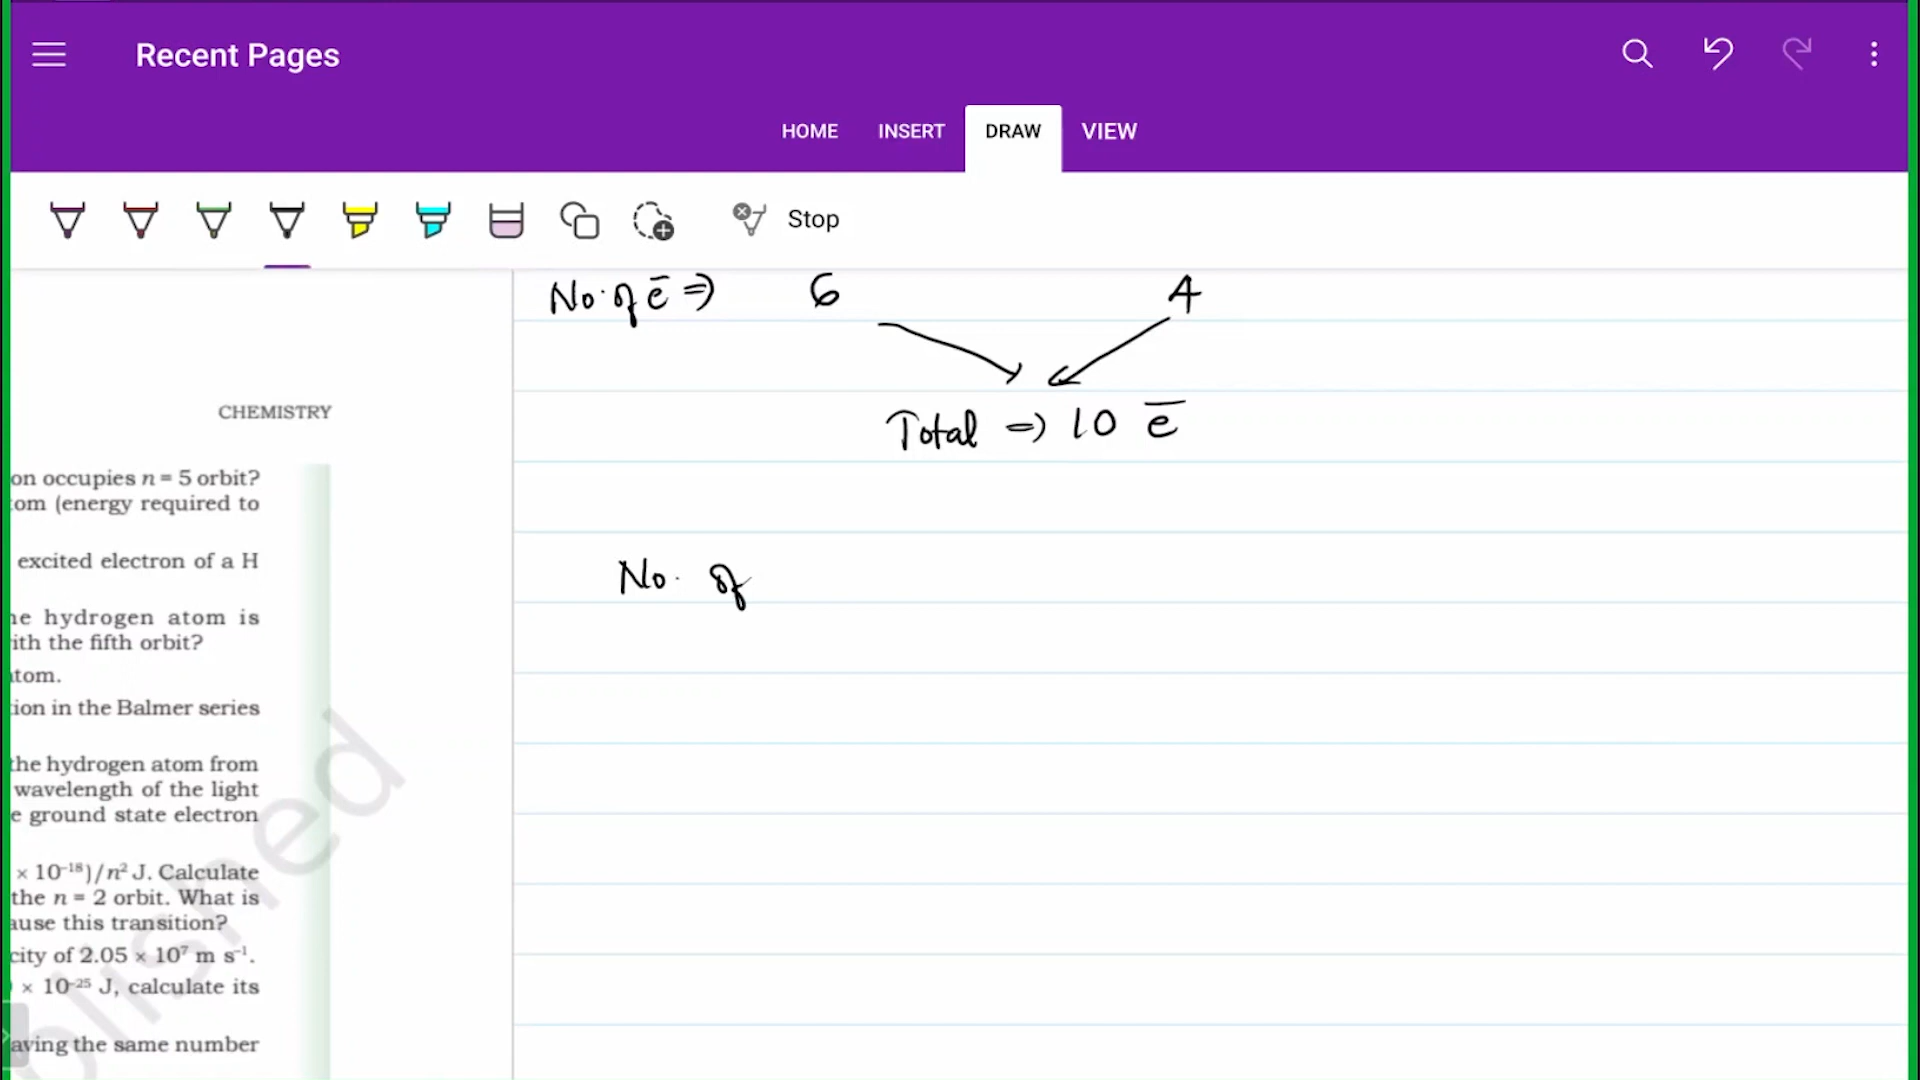 Recent Pages
HOME INSERT DRAW VIEW
Stop
CHEMISTRY
on occupies n = 5 orbit?
om (energy required to
excited electron of a H
ne hydrogen atom is
ith the fifth orbit?
tom.
ion in the Balmer series
the hydrogen atom from
wavelength of the light
e ground state electron
× 10⁻¹⁸)/n² J. Calculate
the n = 2 orbit. What is
ause this transition?
city of 2.05 × 10⁷ m s⁻¹.
× 10⁻²⁵ J, calculate its
aving the same number
blished
No. of e̅ ⇒ 6 4
Total ⇒ 10 e̅
No. of